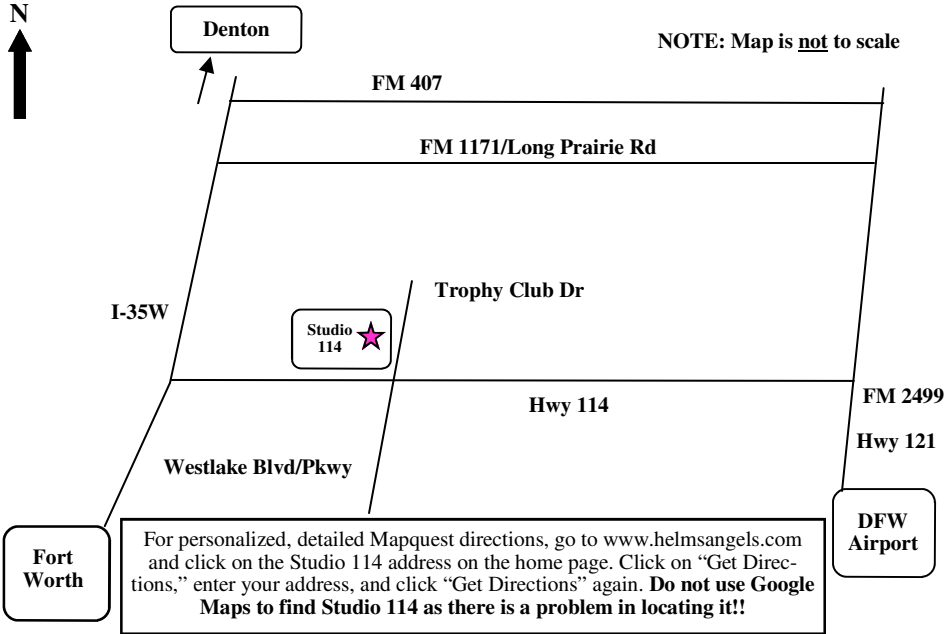 N
Denton
NOTE: Map is not to scale
FM 407
FM 1171/Long Prairie Rd
Trophy Club Dr
I-35W
Studio
114
FM 2499
Hwy 114
Hwy 121
Westlake Blvd/Pkwy
DFW
Airport
Fort
Worth
For personalized, detailed Mapquest directions, go to www.helmsangels.com
and click on the Studio 114 address on the home page. Click on “Get Direc-
tions,” enter your address, and click “Get Directions” again. Do not use Google
Maps to find Studio 114 as there is a problem in locating it!!